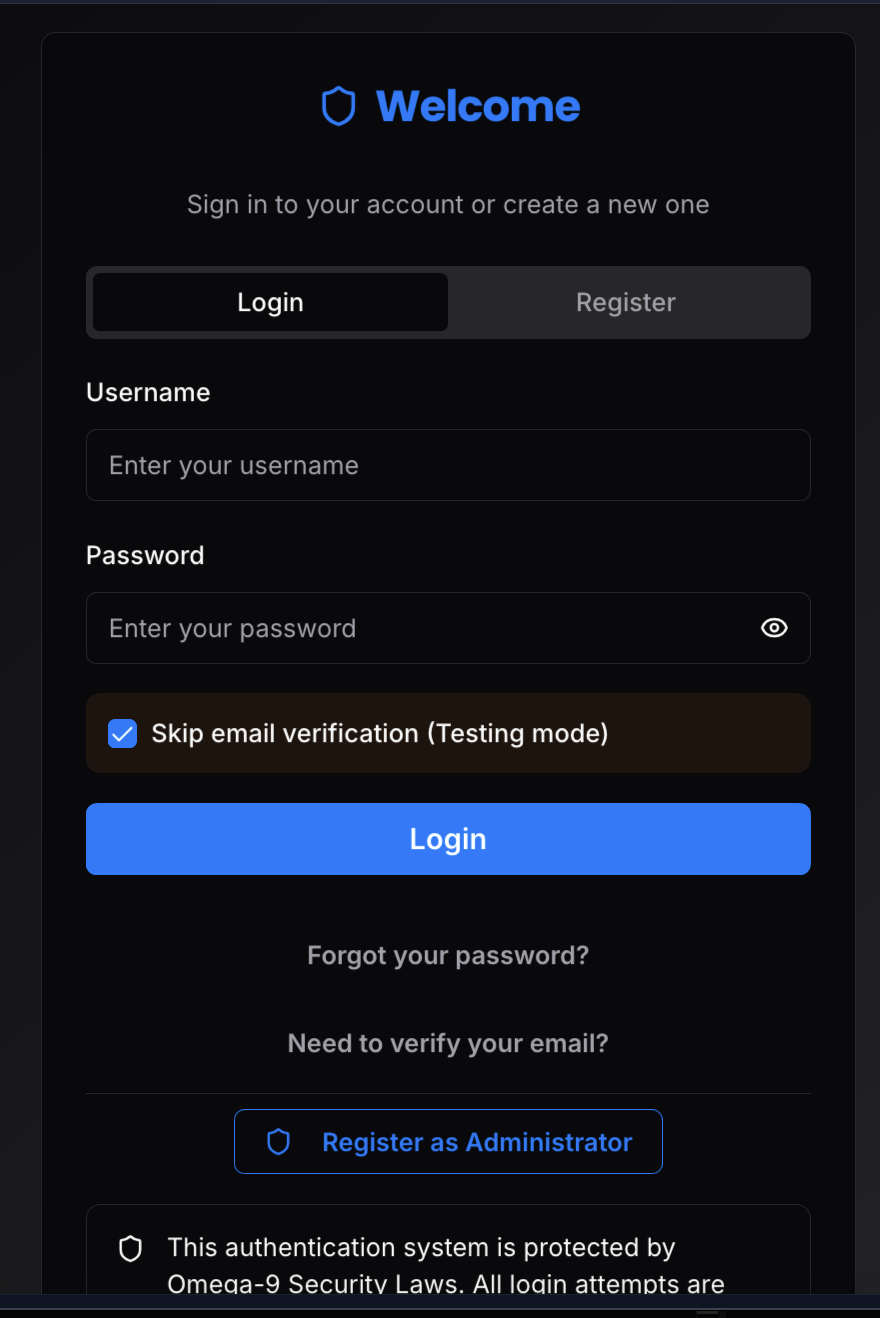 Welcome
Sign in to your account or create a new one
Login
Register
Username
Enter your username
Password
Enter your password
Skip email verification (Testing mode)
Login
Forgot your password?
Need to verify your email?
Register as Administrator
This authentication system is protected by
Omega-9 Security Laws. All login attempts are